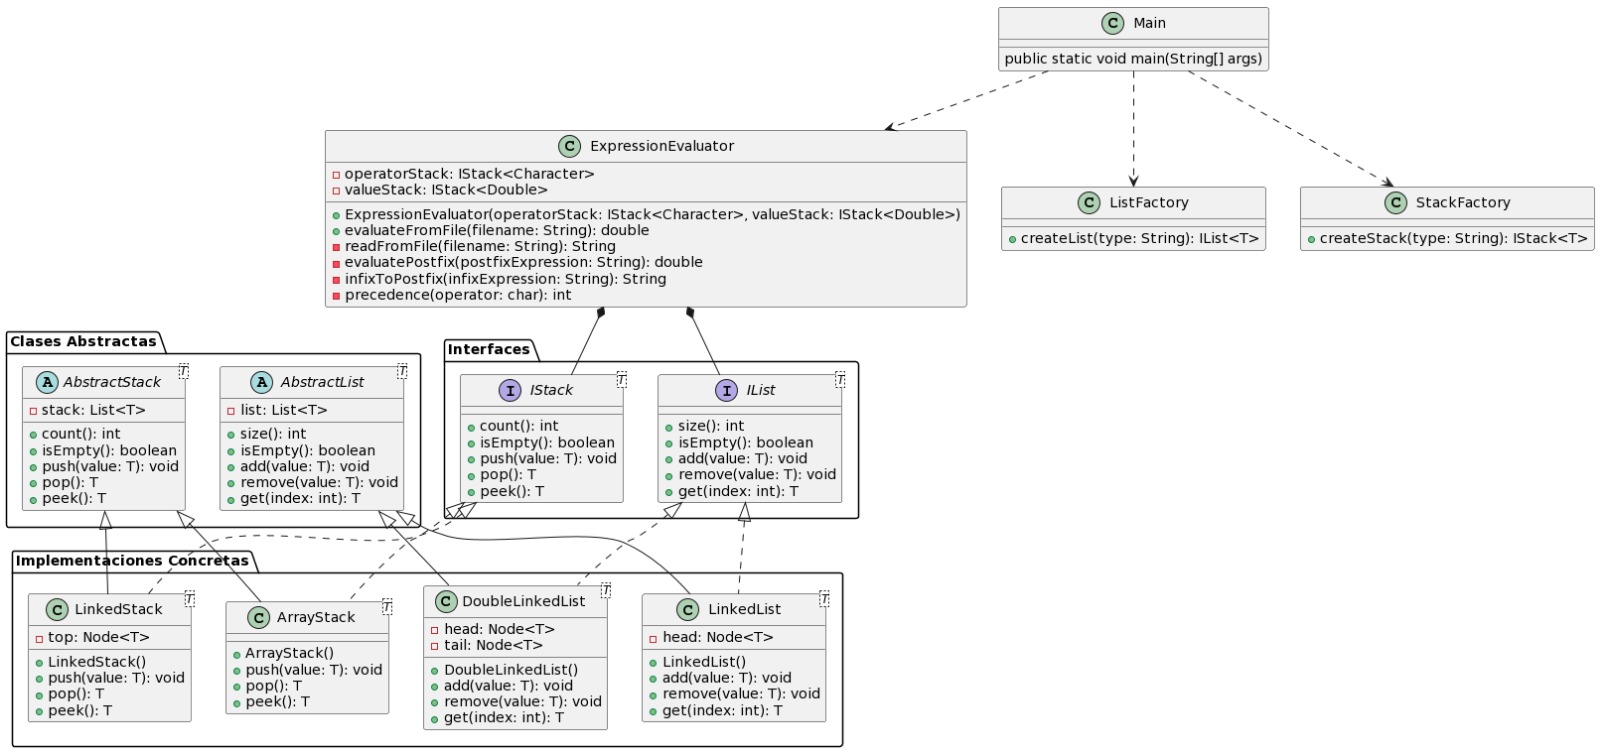 C Main
public static void main(String[] args)
C ExpressionEvaluator
operatorStack: IStack<Character>
valueStack: IStack<Double>
ExpressionEvaluator(operatorStack: IStack<Character>, valueStack: IStack<Double>)
evaluateFromFile(filename: String): double
readFromFile(filename: String): String
evaluatePostfix(postfixExpression: String): double
infixToPostfix(infixExpression: String): String
precedence(operator: char): int
C ListFactory
createList(type: String): IList<T>
C StackFactory
createStack(type: String): IStack<T>
Clases Abstractas
A AbstractStack T
stack: List<T>
count(): int
isEmpty(): boolean
push(value: T): void
pop(): T
peek(): T
A AbstractList T
list: List<T>
size(): int
isEmpty(): boolean
add(value: T): void
remove(value: T): void
get(index: int): T
Interfaces
I IStack T
count(): int
isEmpty(): boolean
push(value: T): void
pop(): T
peek(): T
I IList T
size(): int
isEmpty(): boolean
add(value: T): void
remove(value: T): void
get(index: int): T
Implementaciones Concretas
C LinkedStack T
top: Node<T>
LinkedStack()
push(value: T): void
pop(): T
peek(): T
C ArrayStack T
ArrayStack()
push(value: T): void
pop(): T
peek(): T
C DoubleLinkedList T
head: Node<T>
tail: Node<T>
DoubleLinkedList()
add(value: T): void
remove(value: T): void
get(index: int): T
C LinkedList T
head: Node<T>
LinkedList()
add(value: T): void
remove(value: T): void
get(index: int): T